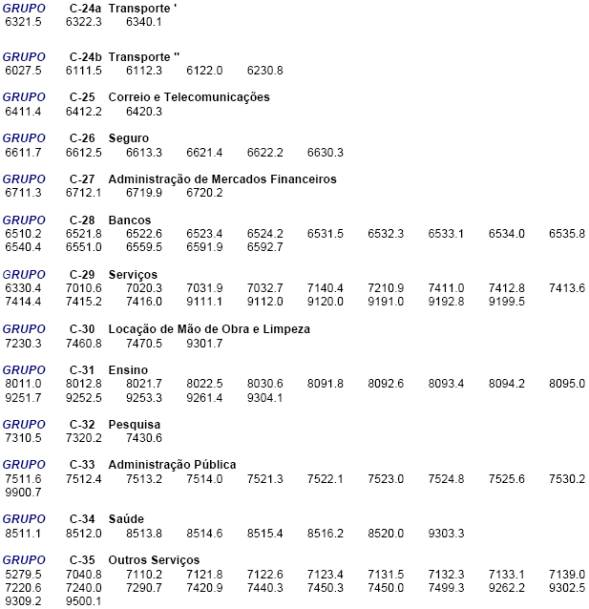 GRUPO C-24a Transporte '
6321.5 6322.3 6340.1
GRUPO C-24b Transporte "
6027.5 6111.5 6112.3 6122.0 6230.8
GRUPO C-25 Correio e Telecomunicações
6411.4 6412.2 6420.3
GRUPO C-26 Seguro
6611.7 6612.5 6613.3 6621.4 6622.2 6630.3
GRUPO C-27 Administração de Mercados Financeiros
6711.3 6712.1 6719.9 6720.2
GRUPO C-28 Bancos
6510.2 6521.8 6522.6 6523.4 6524.2 6531.5 6532.3 6533.1 6534.0 6535.8
6540.4 6551.0 6559.5 6591.9 6592.7
GRUPO C-29 Serviços
6330.4 7010.6 7020.3 7031.9 7032.7 7140.4 7210.9 7411.0 7412.8 7413.6
7414.4 7415.2 7416.0 9111.1 9112.0 9120.0 9191.0 9192.8 9199.5
GRUPO C-30 Locação de Mão de Obra e Limpeza
7230.3 7460.8 7470.5 9301.7
GRUPO C-31 Ensino
8011.0 8012.8 8021.7 8022.5 8030.6 8091.8 8092.6 8093.4 8094.2 8095.0
9251.7 9252.5 9253.3 9261.4 9304.1
GRUPO C-32 Pesquisa
7310.5 7320.2 7430.6
GRUPO C-33 Administração Pública
7511.6 7512.4 7513.2 7514.0 7521.3 7522.1 7523.0 7524.8 7525.6 7530.2
9900.7
GRUPO C-34 Saúde
8511.1 8512.0 8513.8 8514.6 8515.4 8516.2 8520.0 9303.3
GRUPO C-35 Outros Serviços
5279.5 7040.8 7110.2 7121.8 7122.6 7123.4 7131.5 7132.3 7133.1 7139.0
7220.6 7240.0 7290.7 7420.9 7440.3 7450.3 7450.0 7499.3 9262.2 9302.5
9309.2 9500.1